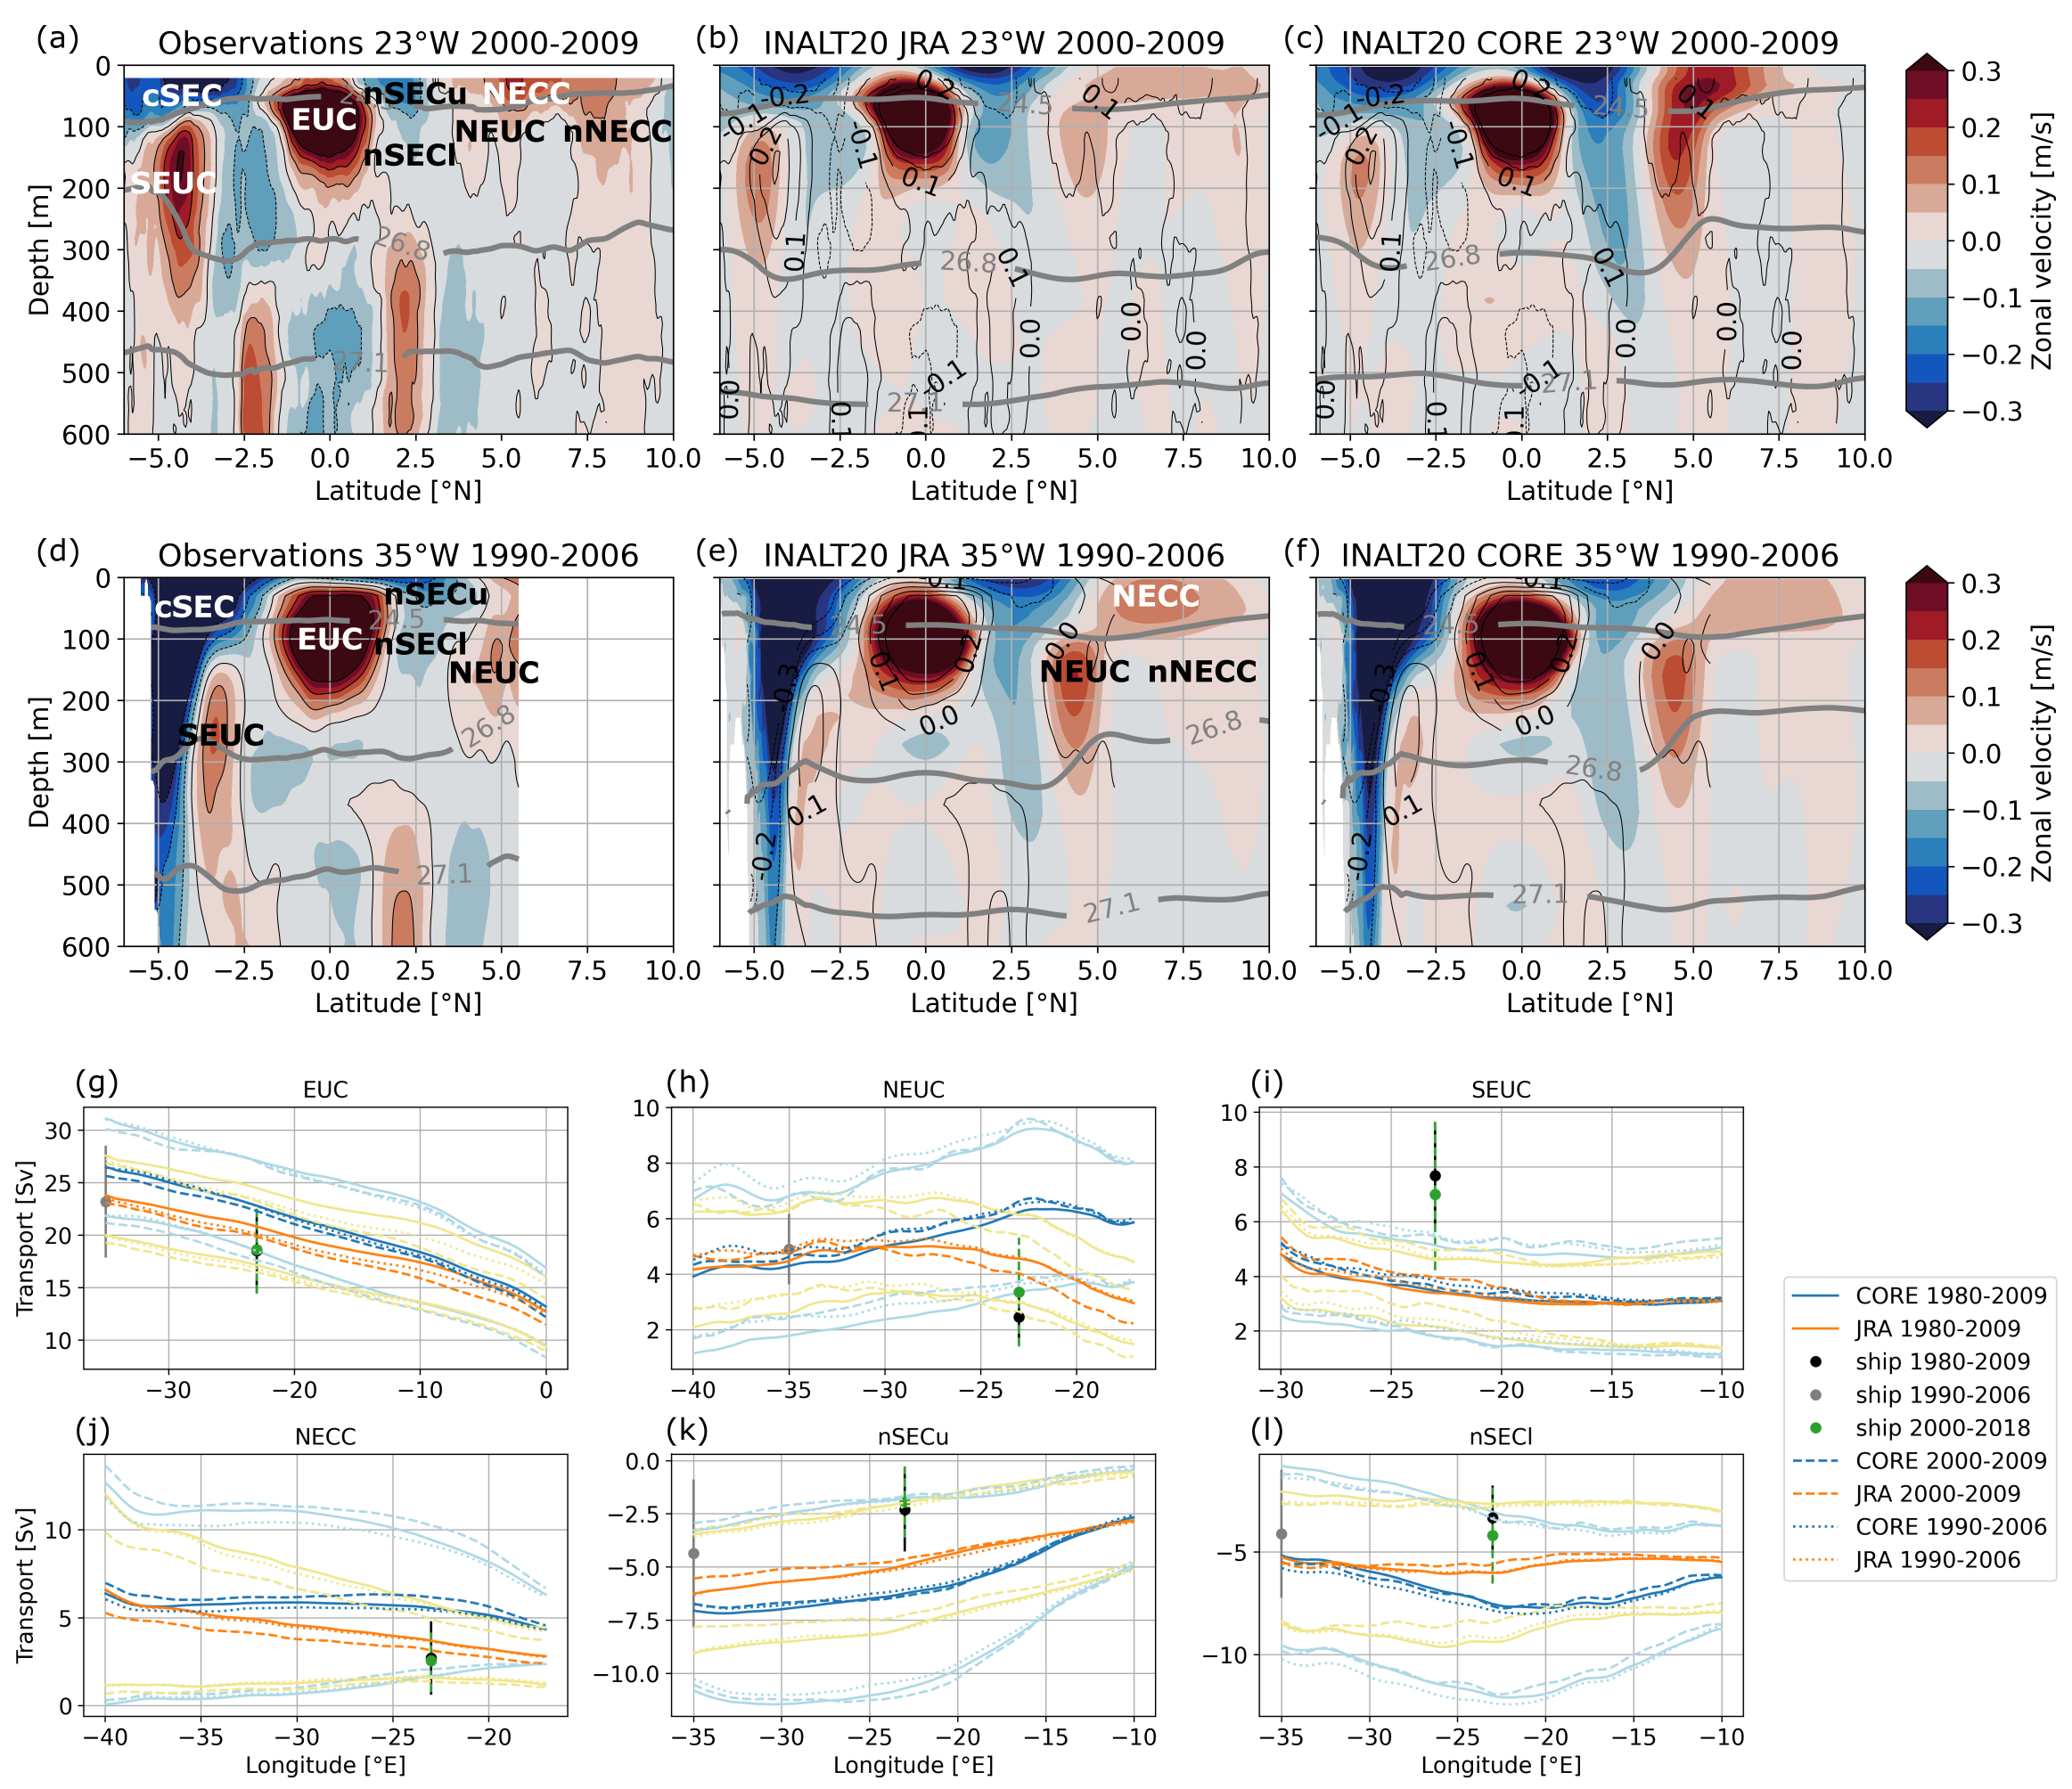 (a) Observations 23°W 2000-2009
(b) INALT20 JRA 23°W 2000-2009
(c) INALT20 CORE 23°W 2000-2009
0
100
200
300
400
500
600
Depth [m]
cSEC
EUC
nSECu
NECC
NEUC nNECC
nSECl
SEUC
26.8
27.1
−5.0 −2.5 0.0 2.5 5.0 7.5 10.0
Latitude [°N]
0.2
-0.2
-0.1
0.2
-0.1
0.1
24.5
0.1
0.1
26.8
0.1
0.0
0.0
0.0
0.0
-0.1
27.1
−5.0 −2.5 0.0 2.5 5.0 7.5 10.0
Latitude [°N]
0.2
-0.2
-0.1
0.2
-0.1
0.1
24.5
0.1
0.1
26.8
0.1
0.0
0.0
0.0
0.0
-0.1
27.1
−5.0 −2.5 0.0 2.5 5.0 7.5 10.0
Latitude [°N]
0.3
0.2
0.1
0.0
−0.1
−0.2
−0.3
Zonal velocity [m/s]
(d) Observations 35°W 1990-2006
(e) INALT20 JRA 35°W 1990-2006
(f) INALT20 CORE 35°W 1990-2006
0
100
200
300
400
500
600
Depth [m]
cSEC
nSECu
24.5
EUC
nSECl
NEUC
SEUC
26.8
27.1
−5.0 −2.5 0.0 2.5 5.0 7.5 10.0
Latitude [°N]
-0.1
NECC
24.5
0.2
0.0
0.1
-0.3
NEUC nNECC
0.0
26.8
0.1
-0.2
27.1
−5.0 −2.5 0.0 2.5 5.0 7.5 10.0
Latitude [°N]
-0.1
24.5
0.2
0.0
0.1
-0.3
0.0
26.8
0.1
-0.2
27.1
−5.0 −2.5 0.0 2.5 5.0 7.5 10.0
Latitude [°N]
0.3
0.2
0.1
0.0
−0.1
−0.2
−0.3
Zonal velocity [m/s]
(g) EUC
30
25
20
15
10
Transport [Sv]
−30 −20 −10 0
(h) NEUC
10
8
6
4
2
−40 −35 −30 −25 −20
(i) SEUC
10
8
6
4
2
−30 −25 −20 −15 −10
(j) NECC
10
5
0
Transport [Sv]
−40 −35 −30 −25 −20
Longitude [°E]
(k) nSECu
0.0
−2.5
−5.0
−7.5
−10.0
−35 −30 −25 −20 −15 −10
Longitude [°E]
(l) nSECl
−5
−10
−35 −30 −25 −20 −15 −10
Longitude [°E]
CORE 1980-2009
JRA 1980-2009
ship 1980-2009
ship 1990-2006
ship 2000-2018
CORE 2000-2009
JRA 2000-2009
CORE 1990-2006
JRA 1990-2006